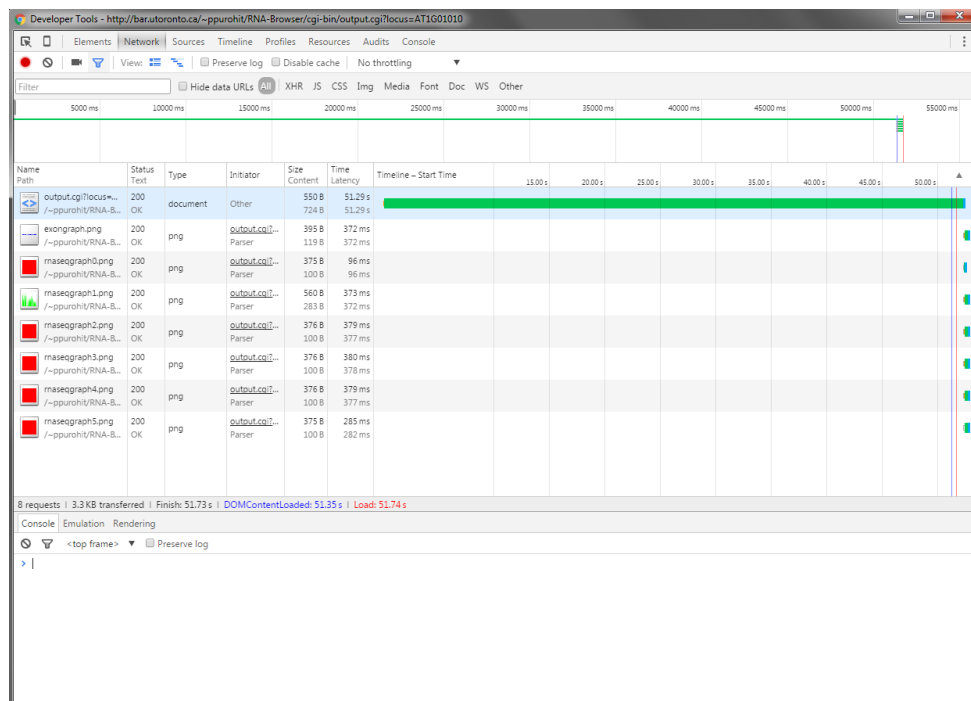 Developer Tools - http://bar.utoronto.ca/~ppurohit/RNA-Browser/cgi-bin/output.cgi?locus=AT1G01010
Elements Network Sources Timeline Profiles Resources Audits Console
View: Preserve log Disable cache No throttling
Filter Hide data URLs All XHR JS CSS Img Media Font Doc WS Other
5000 ms 10000 ms 15000 ms 20000 ms 25000 ms 30000 ms 35000 ms 40000 ms 45000 ms 50000 ms 55000 ms
Name Status Type Initiator Size Time Timeline – Start Time
Path Text Content Latency 15.00 s 20.00 s 25.00 s 30.00 s 35.00 s 40.00 s 45.00 s 50.00 s
output.cgi?locus=... 200 document Other 550 B 51.29 s
/~ppurohit/RNA-B... OK 724 B 51.29 s
exongraph.png 200 png output.cgi?... 395 B 372 ms
/~ppurohit/RNA-B... OK Parser 119 B 372 ms
rnaseqgraph0.png 200 png output.cgi?... 375 B 96 ms
/~ppurohit/RNA-B... OK Parser 100 B 96 ms
rnaseqgraph1.png 200 png output.cgi?... 560 B 373 ms
/~ppurohit/RNA-B... OK Parser 283 B 372 ms
rnaseqgraph2.png 200 png output.cgi?... 376 B 379 ms
/~ppurohit/RNA-B... OK Parser 100 B 377 ms
rnaseqgraph3.png 200 png output.cgi?... 376 B 380 ms
/~ppurohit/RNA-B... OK Parser 100 B 378 ms
rnaseqgraph4.png 200 png output.cgi?... 376 B 379 ms
/~ppurohit/RNA-B... OK Parser 100 B 377 ms
rnaseqgraph5.png 200 png output.cgi?... 375 B 285 ms
/~ppurohit/RNA-B... OK Parser 100 B 282 ms
8 requests | 3.3 KB transferred | Finish: 51.73 s | DOMContentLoaded: 51.35 s | Load: 51.74 s
Console Emulation Rendering
<top frame> Preserve log